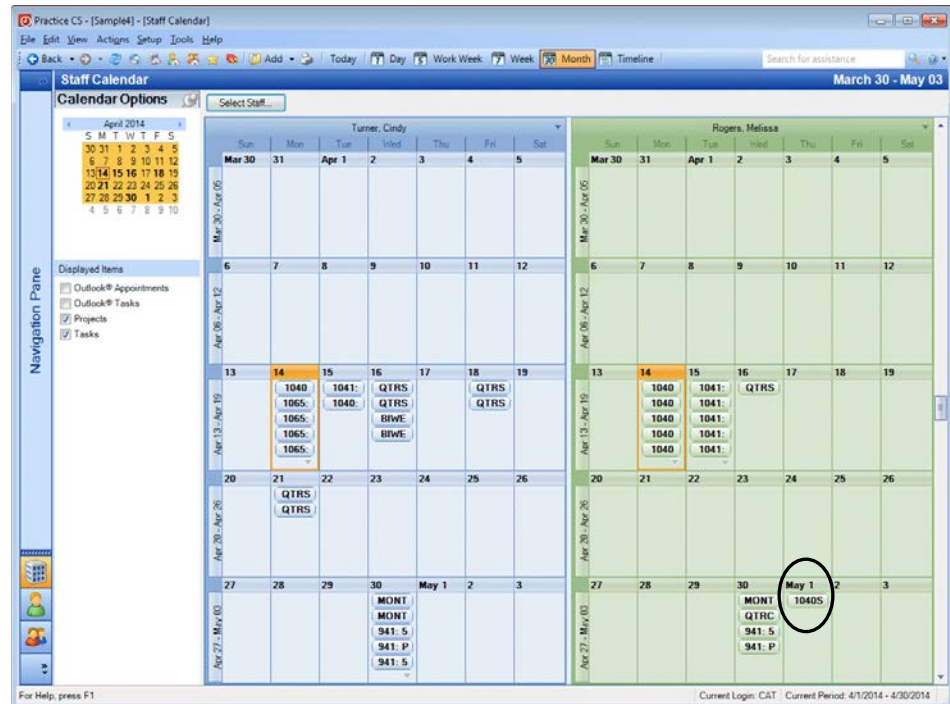 Practice CS - [Sample4] - [Staff Calendar]
File Edit View Actions Setup Tools Help
Back Add Today Day Work Week Week Month Timeline Search for assistance
Staff Calendar March 30 - May 03
Calendar Options Select Staff...
April 2014
S M T W T F S
30 31 1 2 3 4 5
6 7 8 9 10 11 12
13 14 15 16 17 18 19
20 21 22 23 24 25 26
27 28 29 30 1 2 3
4 5 6 7 8 9 10
Displayed Items
Outlook® Appointments
Outlook® Tasks
Projects
Tasks
Navigation Pane
Turner, Cindy
Sun Mon Tue Wed Thu Fri Sat
Mar 30 - Apr 05
Mar 30 31 Apr 1 2 3 4 5
Apr 06 - Apr 12
6 7 8 9 10 11 12
Apr 13 - Apr 19
13 14 15 16 17 18 19
1040 1041: QTRS QTRS
1065: 1040: QTRS QTRS
1065: BIWE
1065: BIWE
1065:
Apr 20 - Apr 26
20 21 22 23 24 25 26
QTRS
QTRS
Apr 27 - May 03
27 28 29 30 May 1 2 3
MONT
MONT
941: 5
941: P
941: 5
Rogers, Melissa
Sun Mon Tue Wed Thu Fri Sat
Mar 30 - Apr 05
Mar 30 31 Apr 1 2 3 4 5
Apr 06 - Apr 12
6 7 8 9 10 11 12
Apr 13 - Apr 19
13 14 15 16 17 18 19
1040 1041: QTRS
1040 1041:
1040 1041:
1040 1041:
1040 1041:
Apr 20 - Apr 26
20 21 22 23 24 25 26
Apr 27 - May 03
27 28 29 30 May 1 2 3
MONT 1040S
QTRC
941: 5
941: P
For Help, press F1 Current Login: CAT Current Period: 4/1/2014 - 4/30/2014